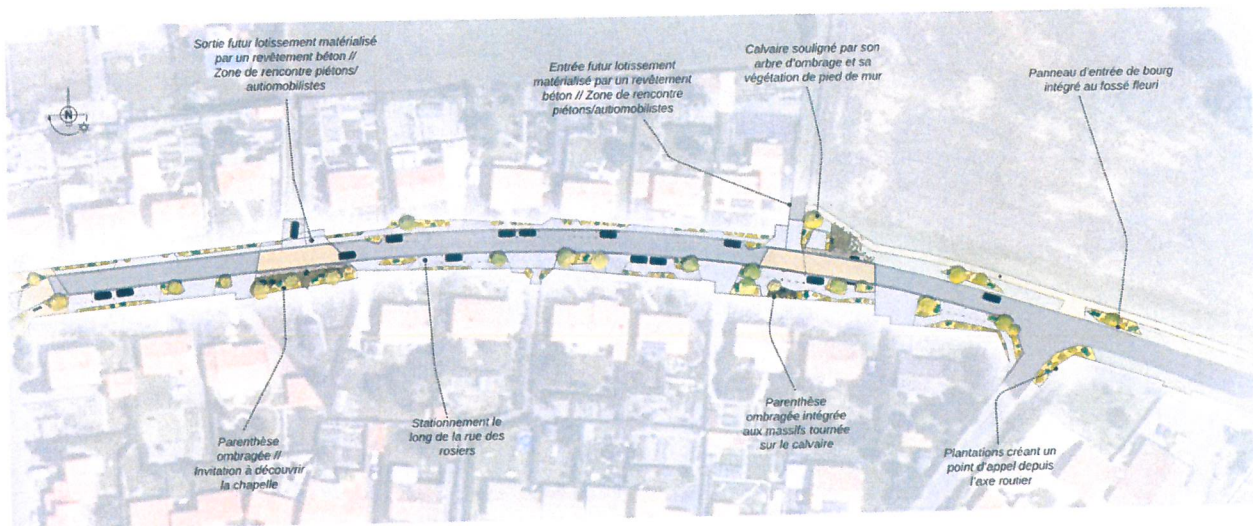 Sortie futur lotissement matérialisé
par un revêtement béton //
Zone de rencontre piétons/
autiomobilistes
Entrée futur lotissement
matérialisé par un revêtement
béton // Zone de rencontre
piétons/autiomobilistes
Calvaire souligné par son
arbre d'ombrage et sa
végétation de pied de mur
Panneau d'entrée de bourg
intégré au fossé fleuri
N
Parenthèse
ombragée //
Invitation à découvrir
la chapelle
Stationnement le
long de la rue des
rosiers
Parenthèse
ombragée intégrée
aux massifs tournée
sur le calvaire
Plantations créant un
point d'appel depuis
l'axe routier